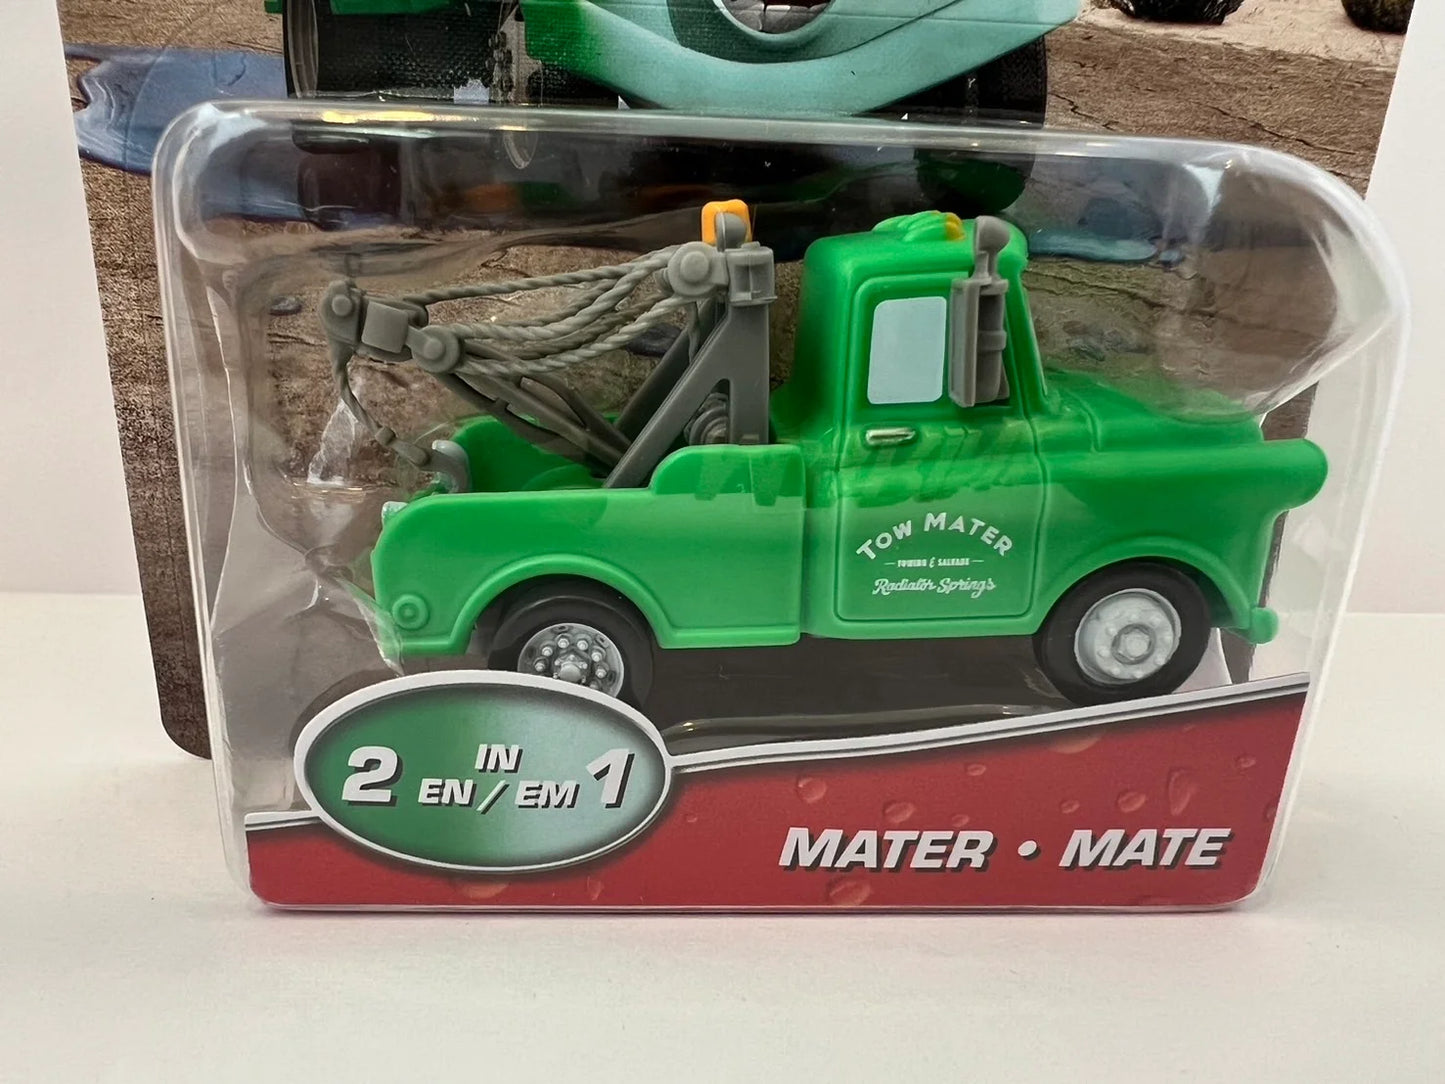 TOW MATER
TOWING & SALVAGE
Radiator Springs
2 IN 1
EN / EM
MATER • MATE